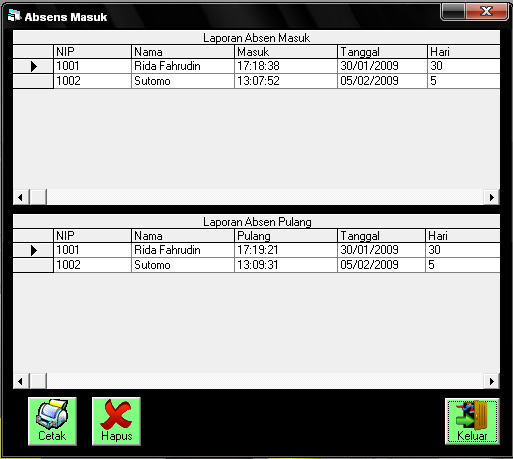 Absens Masuk
Laporan Absen Masuk
NIP Nama Masuk Tanggal Hari
1001 Rida Fahrudin 17:18:38 30/01/2009 30
1002 Sutomo 13:07:52 05/02/2009 5
Laporan Absen Pulang
NIP Nama Pulang Tanggal Hari
1001 Rida Fahrudin 17:19:21 30/01/2009 30
1002 Sutomo 13:09:31 05/02/2009 5
Cetak Hapus Keluar